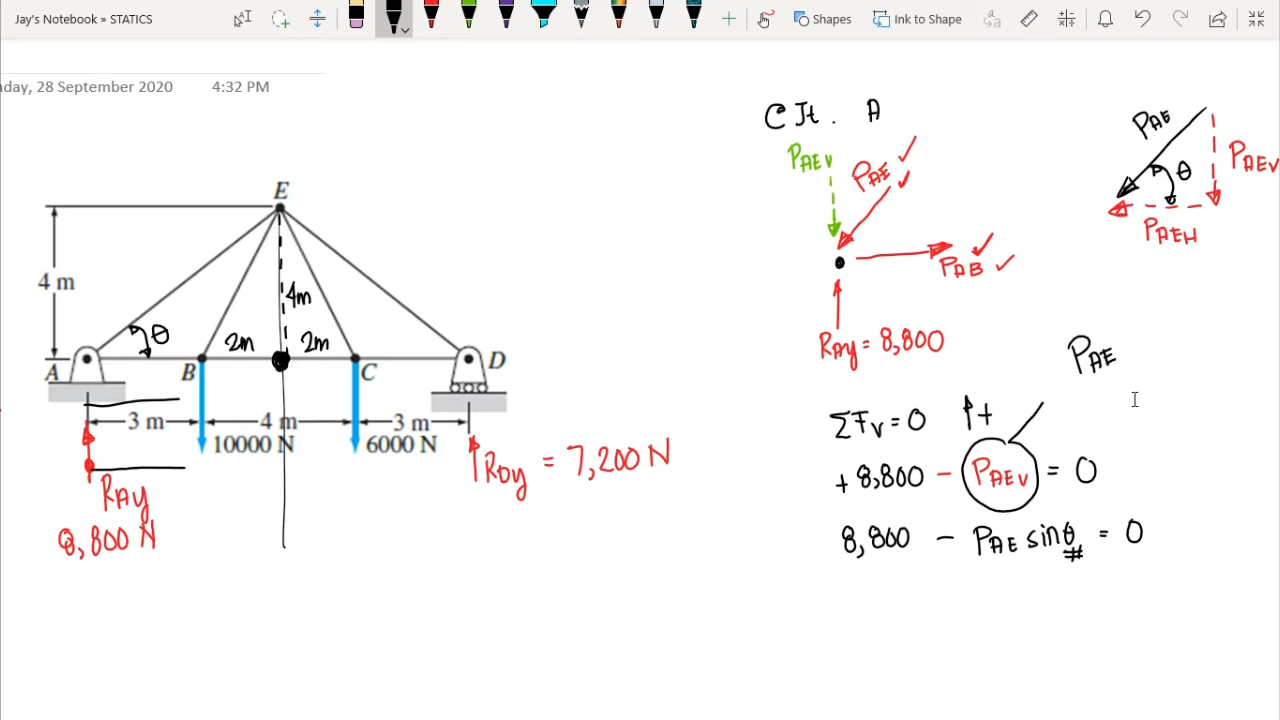 Jay's Notebook » STATICS
Shapes
Ink to Shape
nday, 28 September 2020
4:32 PM
E
4 m
4m
θ
2m
2m
A
B
C
D
3 m
4 m
3 m
10000 N
6000 N
RAY
8,800 N
RDY = 7,200 N
@ Jt. A
PAEV
PAE
PAB
RAY = 8,800
PAE
θ
PAEV
PAEH
PAE
ΣFV = 0 +
+ 8,800 - PAEV = 0
8,800 - PAE sinθ = 0